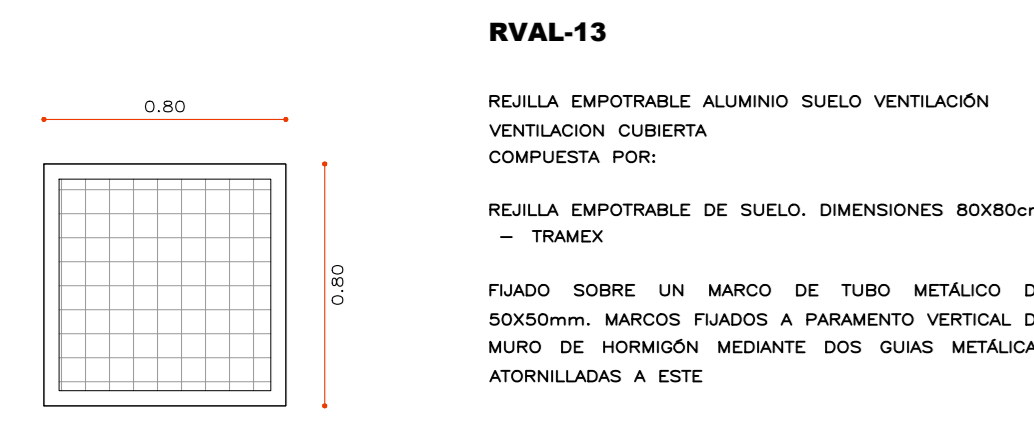 RVAL-13
0.80
REJILLA EMPOTRABLE ALUMINIO SUELO VENTILACIÓN
VENTILACION CUBIERTA
COMPUESTA POR:
REJILLA EMPOTRABLE DE SUELO. DIMENSIONES 80X80cm
– TRAMEX
0.80
FIJADO SOBRE UN MARCO DE TUBO METÁLICO D
50X50mm. MARCOS FIJADOS A PARAMENTO VERTICAL D
MURO DE HORMIGÓN MEDIANTE DOS GUIAS METÁLICA
ATORNILLADAS A ESTE